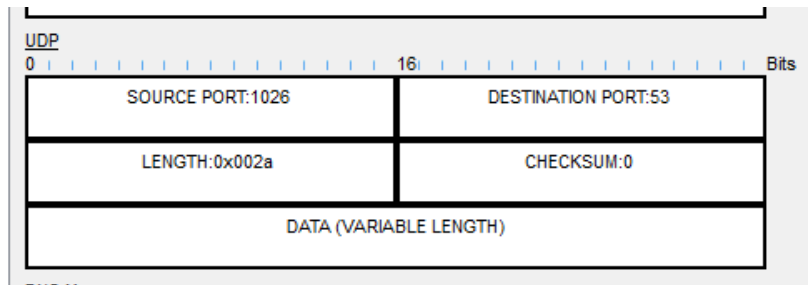 UDP
0 16 Bits
SOURCE PORT:1026 DESTINATION PORT:53
LENGTH:0x002a CHECKSUM:0
DATA (VARIABLE LENGTH)